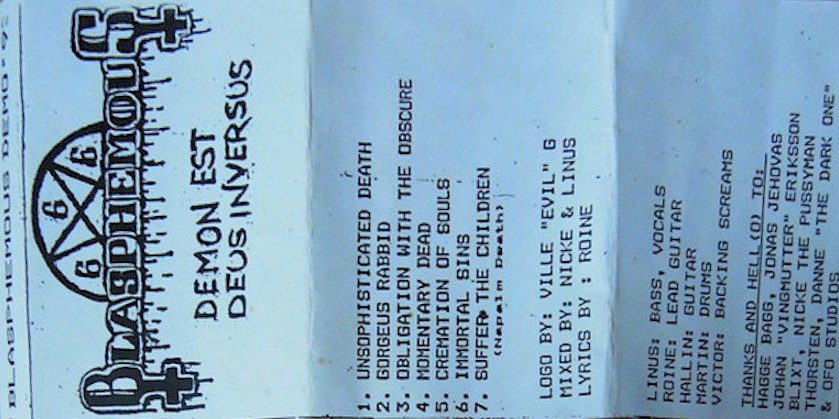 BLASPHEMOUS DEMO·9
BLASPHEMOUS
666
DEMON EST
DEUS INVERSUS
1. UNSOPHISTICATED DEATH
2. GORGEUS RABBID
3. OBLIGATION WITH THE OBSCURE
4. MOMENTARY DEAD
5. CREMATION OF SOULS
6. IMMORTAL SINS
7. SUFFER THE CHILDREN
(Napalm Death)
LOGO BY: VILLE "EVIL" G
MIXED BY: NICKE & LINUS
LYRICS BY : ROINE
LINUS: BASS, VOCALS
ROINE: LEAD GUITAR
HALLIN: GUITAR
MARTIN: DRUMS
VICTOR: BACKING SCREAMS
THANKS AND HELL(O) TO:
HAGGE BAGG, JONAS JEHOVAS
JOHAN "VINGMUTTER" ERIKSSON
BLIXT, NICKE THE PUSSYMAN
THORSTEN, DANNE "THE DARK ONE"
& OFO STUDIOS